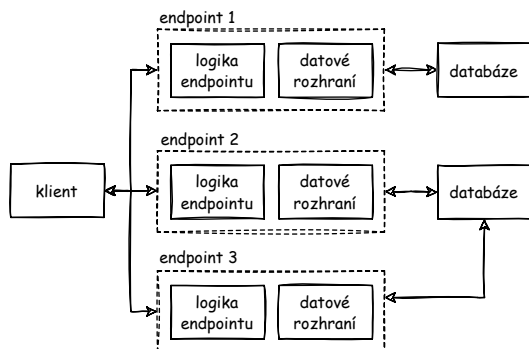 endpoint 1
logika
endpointu
datové
rozhraní
databáze
endpoint 2
klient
logika
endpointu
datové
rozhraní
databáze
endpoint 3
logika
endpointu
datové
rozhraní